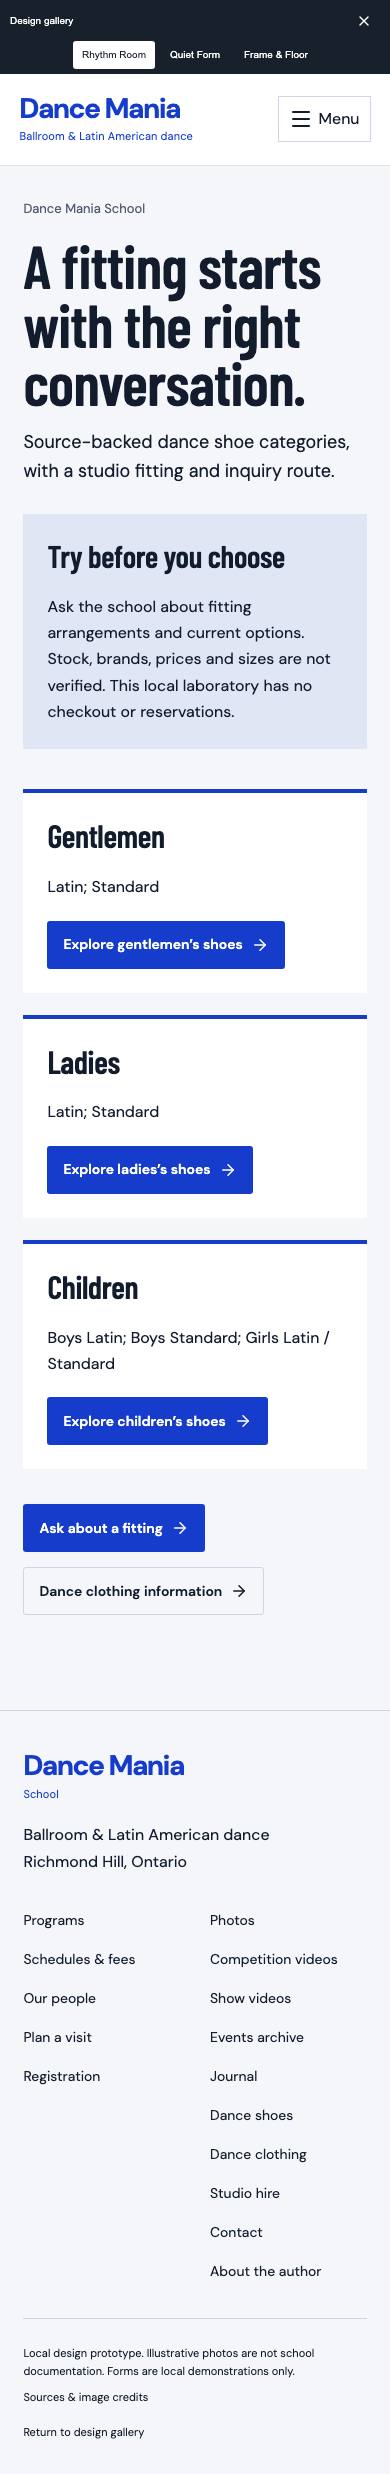 Design gallery
Rhythm Room
Quiet Form
Frame & Floor
Dance Mania
Ballroom & Latin American dance
Menu
Dance Mania School
A fitting starts
with the right
conversation.
Source-backed dance shoe categories,
with a studio fitting and inquiry route.
Try before you choose
Ask the school about fitting
arrangements and current options.
Stock, brands, prices and sizes are not
verified. This local laboratory has no
checkout or reservations.
Gentlemen
Latin; Standard
Explore gentlemen’s shoes
Ladies
Latin; Standard
Explore ladies’s shoes
Children
Boys Latin; Boys Standard; Girls Latin /
Standard
Explore children’s shoes
Ask about a fitting
Dance clothing information
Dance Mania
School
Ballroom & Latin American dance
Richmond Hill, Ontario
Programs
Schedules & fees
Our people
Plan a visit
Registration
Photos
Competition videos
Show videos
Events archive
Journal
Dance shoes
Dance clothing
Studio hire
Contact
About the author
Local design prototype. Illustrative photos are not school
documentation. Forms are local demonstrations only.
Sources & image credits
Return to design gallery